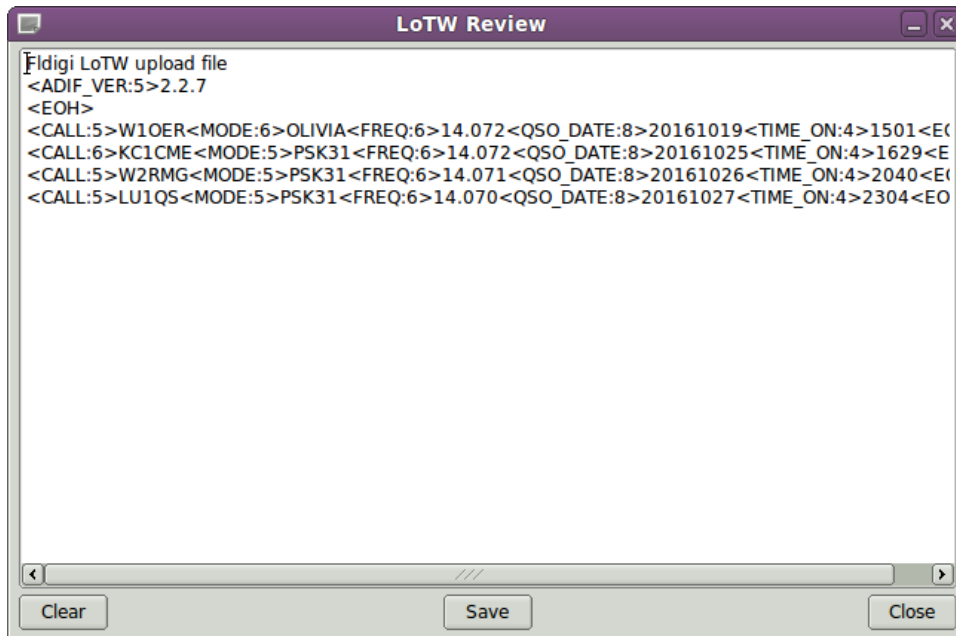 LoTW Review
Fldigi LoTW upload file
<ADIF_VER:5>2.2.7
<EOH>
<CALL:5>W1OER<MODE:6>OLIVIA<FREQ:6>14.072<QSO_DATE:8>20161019<TIME_ON:4>1501<E
<CALL:6>KC1CME<MODE:5>PSK31<FREQ:6>14.072<QSO_DATE:8>20161025<TIME_ON:4>1629<E
<CALL:5>W2RMG<MODE:5>PSK31<FREQ:6>14.071<QSO_DATE:8>20161026<TIME_ON:4>2040<E
<CALL:5>LU1QS<MODE:5>PSK31<FREQ:6>14.070<QSO_DATE:8>20161027<TIME_ON:4>2304<EO
Clear Save Close